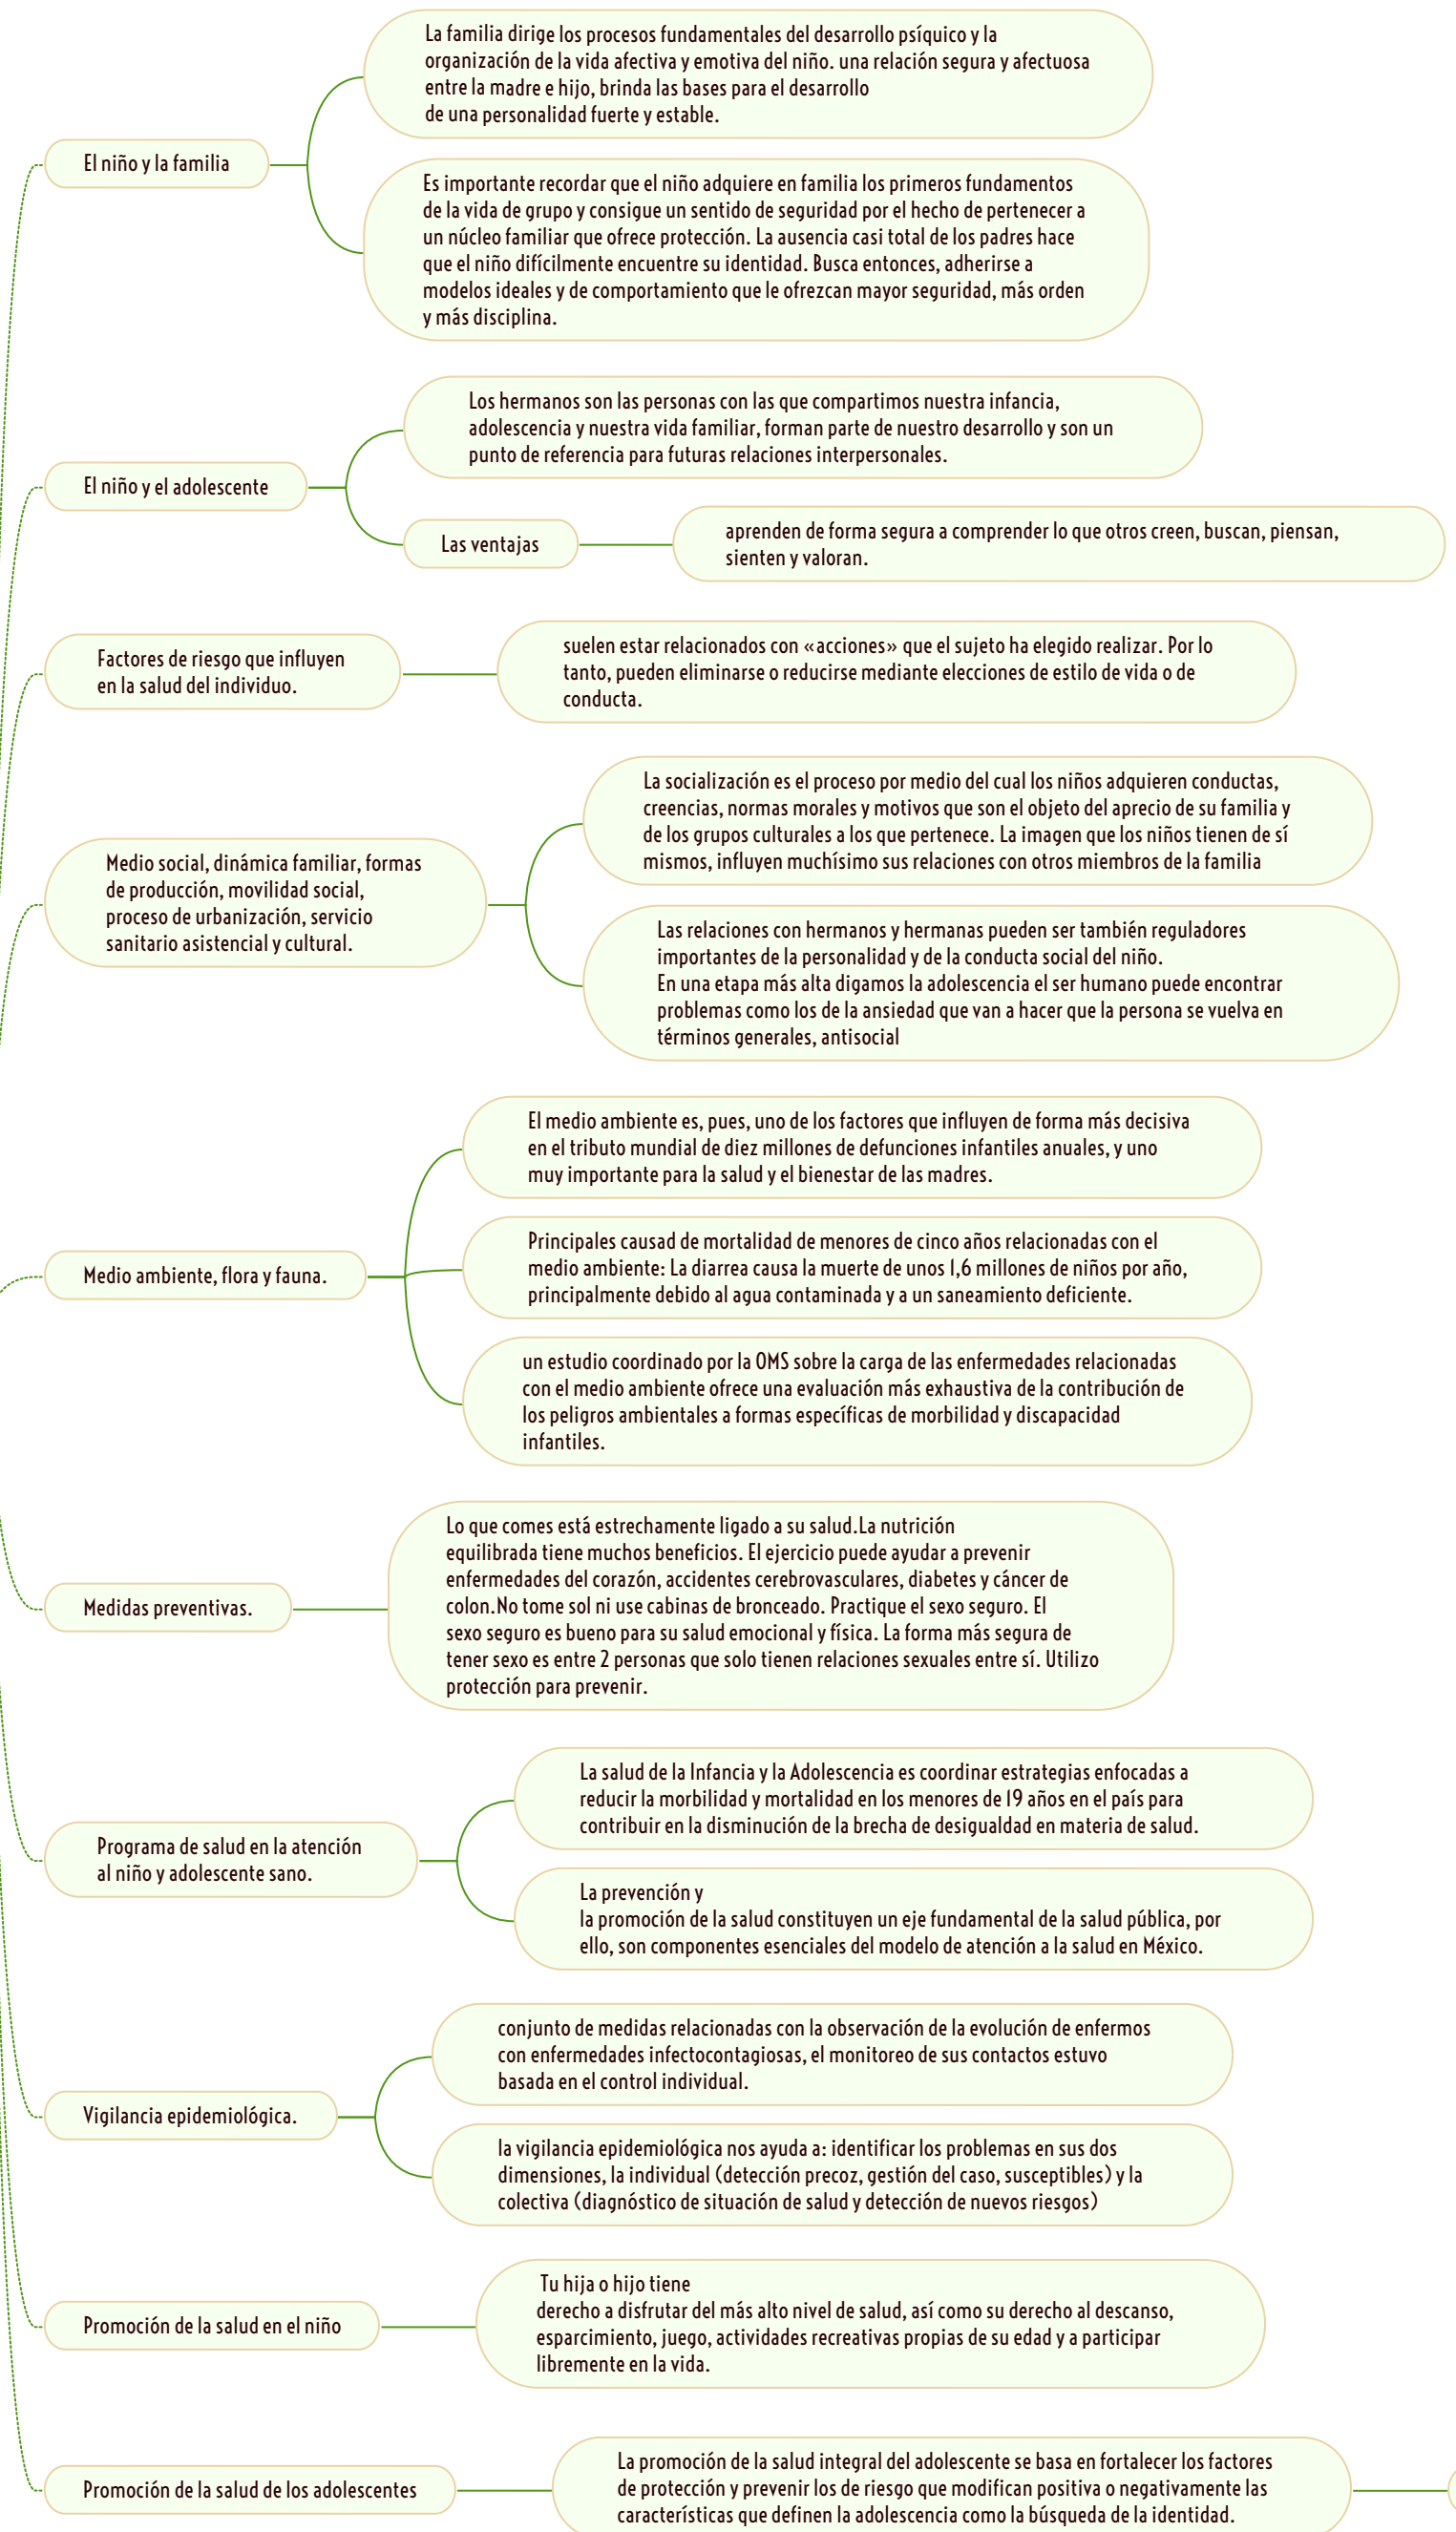 El niño y la familia
La familia dirige los procesos fundamentales del desarrollo psíquico y la
organización de la vida afectiva y emotiva del niño. una relación segura y afectuosa
entre la madre e hijo, brinda las bases para el desarrollo
de una personalidad fuerte y estable.
Es importante recordar que el niño adquiere en familia los primeros fundamentos
de la vida de grupo y consigue un sentido de seguridad por el hecho de pertenecer a
un núcleo familiar que ofrece protección. La ausencia casi total de los padres hace
que el niño difícilmente encuentre su identidad. Busca entonces, adherirse a
modelos ideales y de comportamiento que le ofrezcan mayor seguridad, más orden
y más disciplina.
El niño y el adolescente
Los hermanos son las personas con las que compartimos nuestra infancia,
adolescencia y nuestra vida familiar, forman parte de nuestro desarrollo y son un
punto de referencia para futuras relaciones interpersonales.
Las ventajas
aprenden de forma segura a comprender lo que otros creen, buscan, piensan,
sienten y valoran.
Factores de riesgo que influyen
en la salud del individuo.
suelen estar relacionados con «acciones» que el sujeto ha elegido realizar. Por lo
tanto, pueden eliminarse o reducirse mediante elecciones de estilo de vida o de
conducta.
Medio social, dinámica familiar, formas
de producción, movilidad social,
proceso de urbanización, servicio
sanitario asistencial y cultural.
La socialización es el proceso por medio del cual los niños adquieren conductas,
creencias, normas morales y motivos que son el objeto del aprecio de su familia y
de los grupos culturales a los que pertenece. La imagen que los niños tienen de sí
mismos, influyen muchísimo sus relaciones con otros miembros de la familia
Las relaciones con hermanos y hermanas pueden ser también reguladores
importantes de la personalidad y de la conducta social del niño.
En una etapa más alta digamos la adolescencia el ser humano puede encontrar
problemas como los de la ansiedad que van a hacer que la persona se vuelva en
términos generales, antisocial
Medio ambiente, flora y fauna.
El medio ambiente es, pues, uno de los factores que influyen de forma más decisiva
en el tributo mundial de diez millones de defunciones infantiles anuales, y uno
muy importante para la salud y el bienestar de las madres.
Principales causad de mortalidad de menores de cinco años relacionadas con el
medio ambiente: La diarrea causa la muerte de unos 1,6 millones de niños por año,
principalmente debido al agua contaminada y a un saneamiento deficiente.
un estudio coordinado por la OMS sobre la carga de las enfermedades relacionadas
con el medio ambiente ofrece una evaluación más exhaustiva de la contribución de
los peligros ambientales a formas específicas de morbilidad y discapacidad
infantiles.
Medidas preventivas.
Lo que comes está estrechamente ligado a su salud.La nutrición
equilibrada tiene muchos beneficios. El ejercicio puede ayudar a prevenir
enfermedades del corazón, accidentes cerebrovasculares, diabetes y cáncer de
colon.No tome sol ni use cabinas de bronceado. Practique el sexo seguro. El
sexo seguro es bueno para su salud emocional y física. La forma más segura de
tener sexo es entre 2 personas que solo tienen relaciones sexuales entre sí. Utilizo
protección para prevenir.
Programa de salud en la atención
al niño y adolescente sano.
La salud de la Infancia y la Adolescencia es coordinar estrategias enfocadas a
reducir la morbilidad y mortalidad en los menores de 19 años en el país para
contribuir en la disminución de la brecha de desigualdad en materia de salud.
La prevención y
la promoción de la salud constituyen un eje fundamental de la salud pública, por
ello, son componentes esenciales del modelo de atención a la salud en México.
Vigilancia epidemiológica.
conjunto de medidas relacionadas con la observación de la evolución de enfermos
con enfermedades infectocontagiosas, el monitoreo de sus contactos estuvo
basada en el control individual.
la vigilancia epidemiológica nos ayuda a: identificar los problemas en sus dos
dimensiones, la individual (detección precoz, gestión del caso, susceptibles) y la
colectiva (diagnóstico de situación de salud y detección de nuevos riesgos)
Promoción de la salud en el niño
Tu hija o hijo tiene
derecho a disfrutar del más alto nivel de salud, así como su derecho al descanso,
esparcimiento, juego, actividades recreativas propias de su edad y a participar
libremente en la vida.
Promoción de la salud de los adolescentes
La promoción de la salud integral del adolescente se basa en fortalecer los factores
de protección y prevenir los de riesgo que modifican positiva o negativamente las
características que definen la adolescencia como la búsqueda de la identidad.